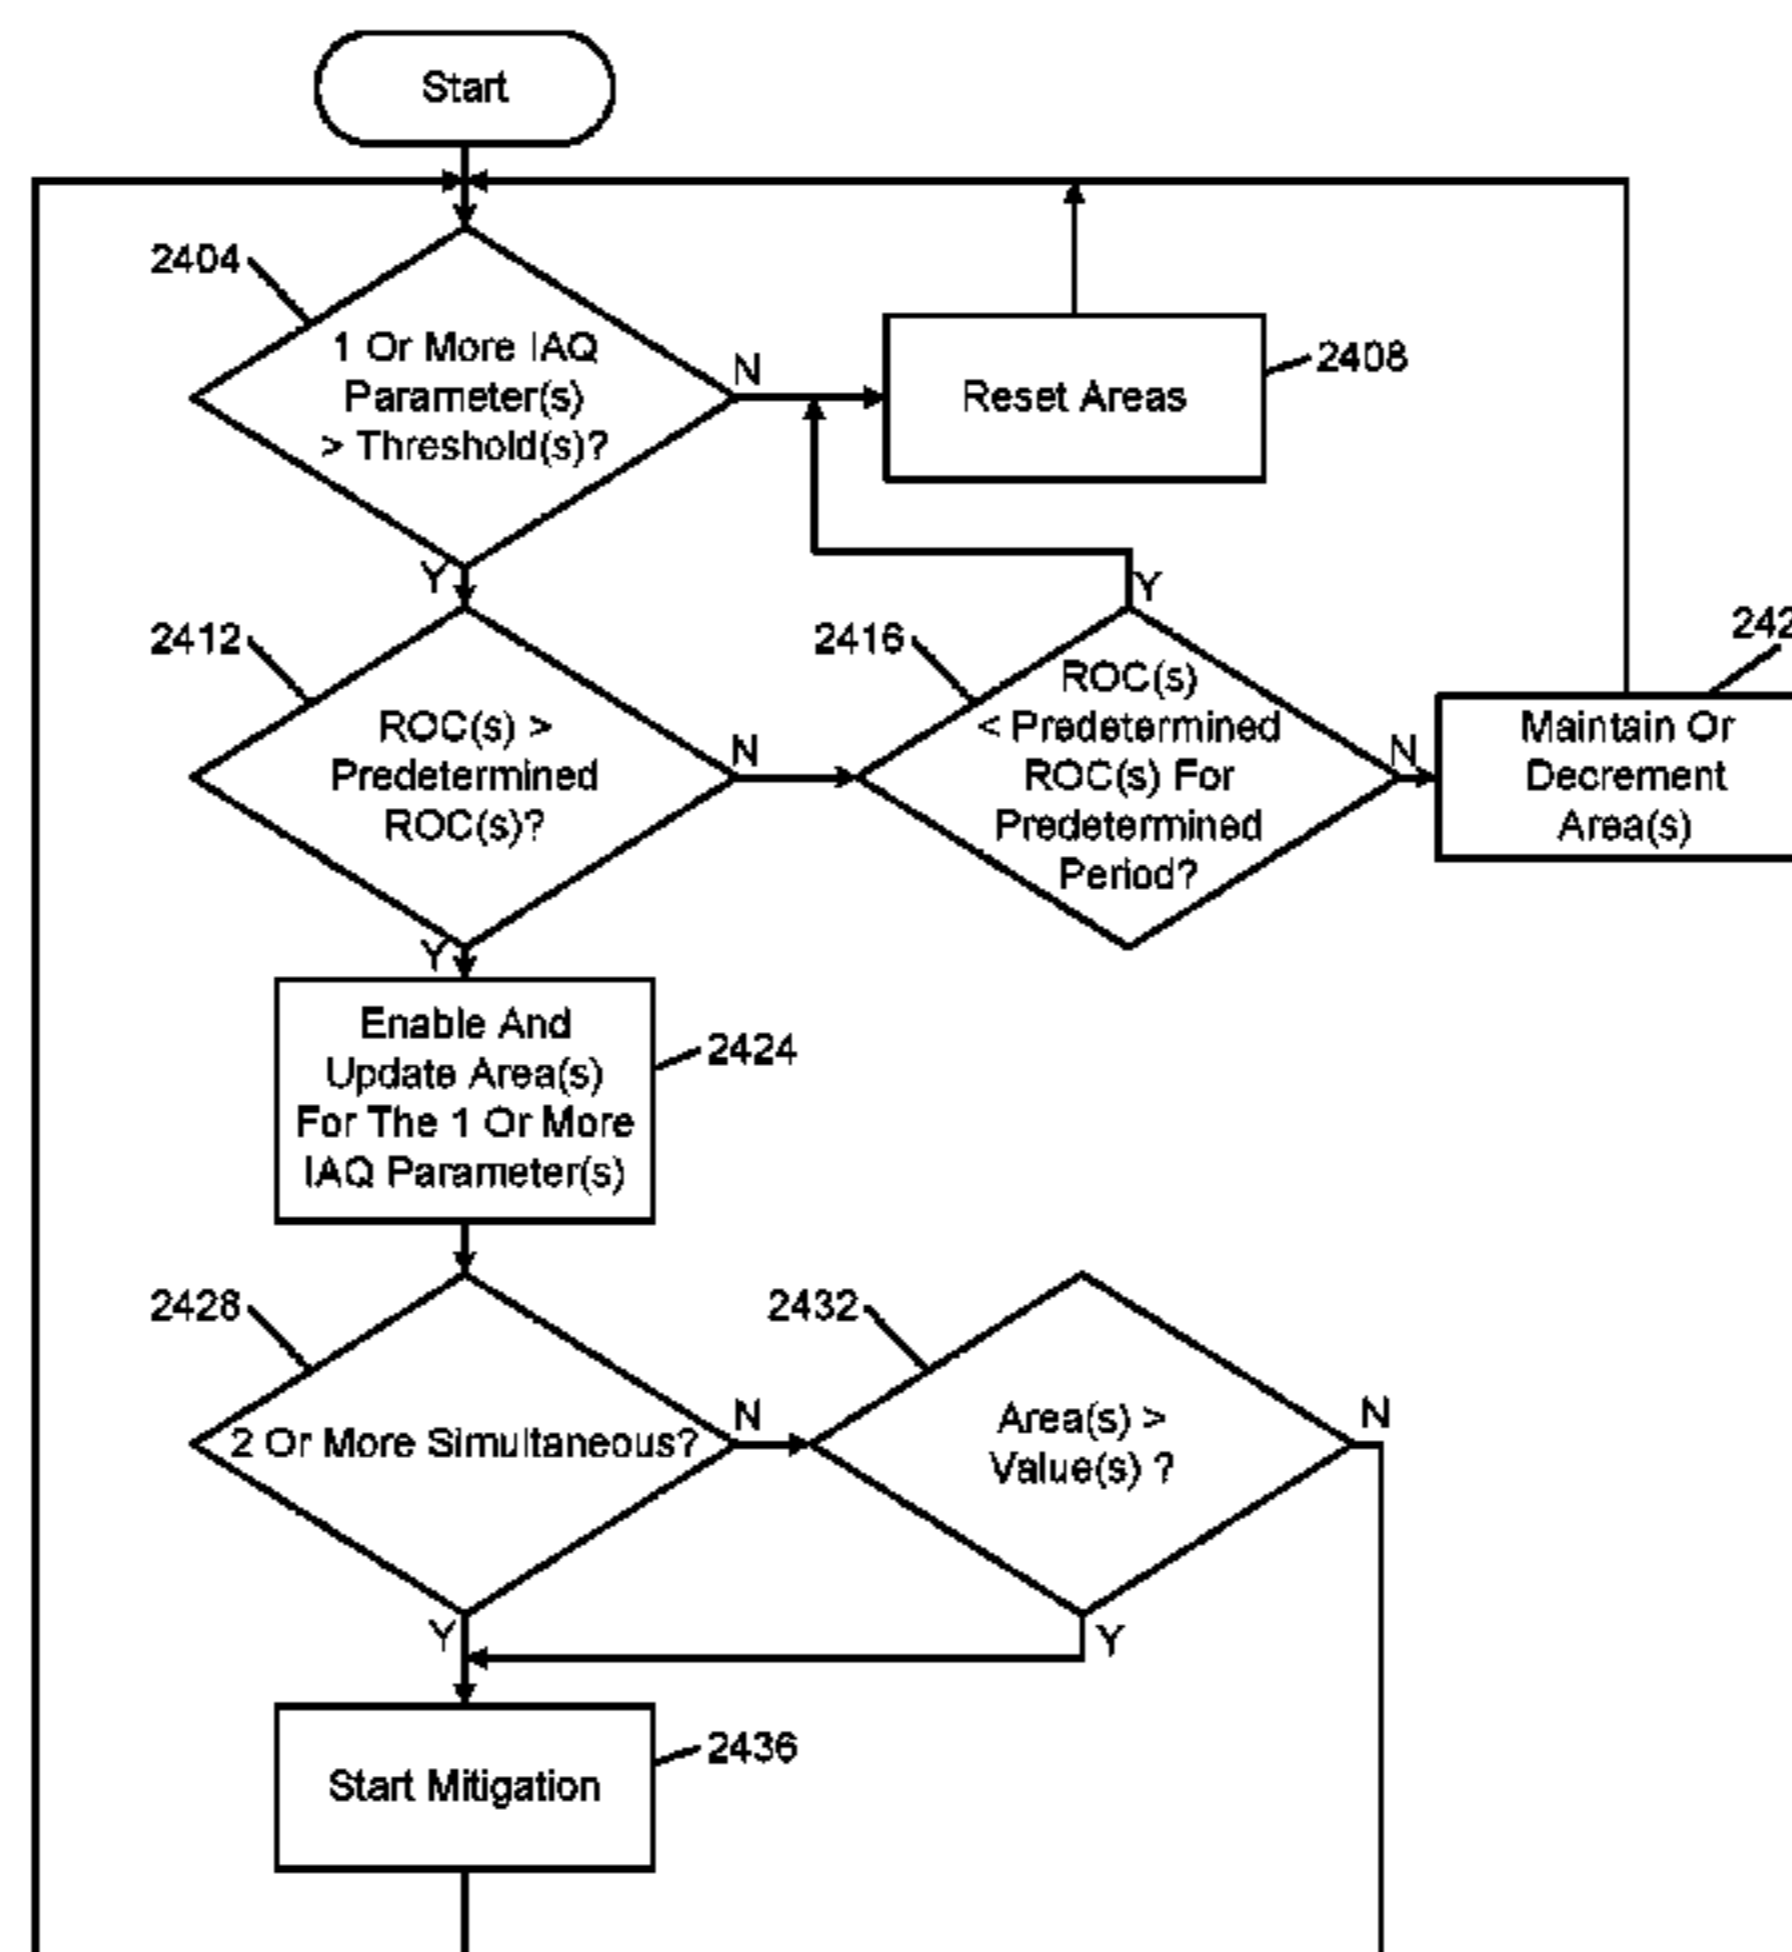 Start
2404
1 Or More IAQ
Parameter(s)
> Threshold(s)?
N
Reset Areas
2408
Y
2412
ROC(s) >
Predetermined
ROC(s)?
N
2416
ROC(s)
< Predetermined
ROC(s) For
Predetermined
Period?
Y
N
242
Maintain Or
Decrement
Area(s)
Y
Enable And
Update Area(s)
For The 1 Or More
IAQ Parameter(s)
2424
2428
2 Or More Simultaneous?
N
2432
Area(s) >
Value(s) ?
N
Y
Y
Start Mitigation
2436